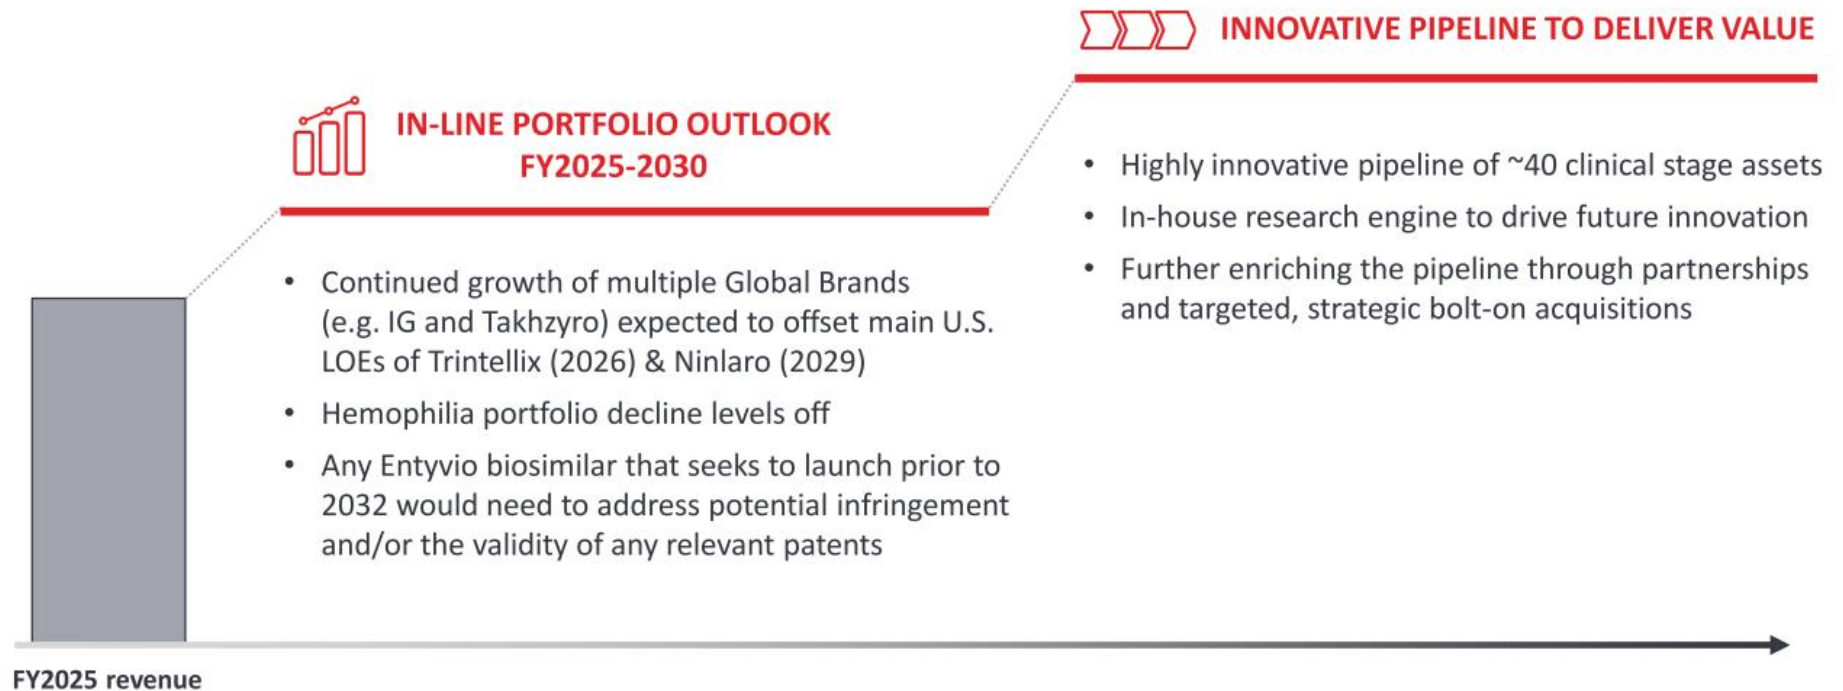 INNOVATIVE PIPELINE TO DELIVER VALUE
IN-LINE PORTFOLIO OUTLOOK
FY2025-2030
• Highly innovative pipeline of ~40 clinical stage assets
• In-house research engine to drive future innovation
• Further enriching the pipeline through partnerships
and targeted, strategic bolt-on acquisitions
• Continued growth of multiple Global Brands
(e.g. IG and Takhzyro) expected to offset main U.S.
LOEs of Trintellix (2026) & Ninlaro (2029)
• Hemophilia portfolio decline levels off
• Any Entyvio biosimilar that seeks to launch prior to
2032 would need to address potential infringement
and/or the validity of any relevant patents
FY2025 revenue